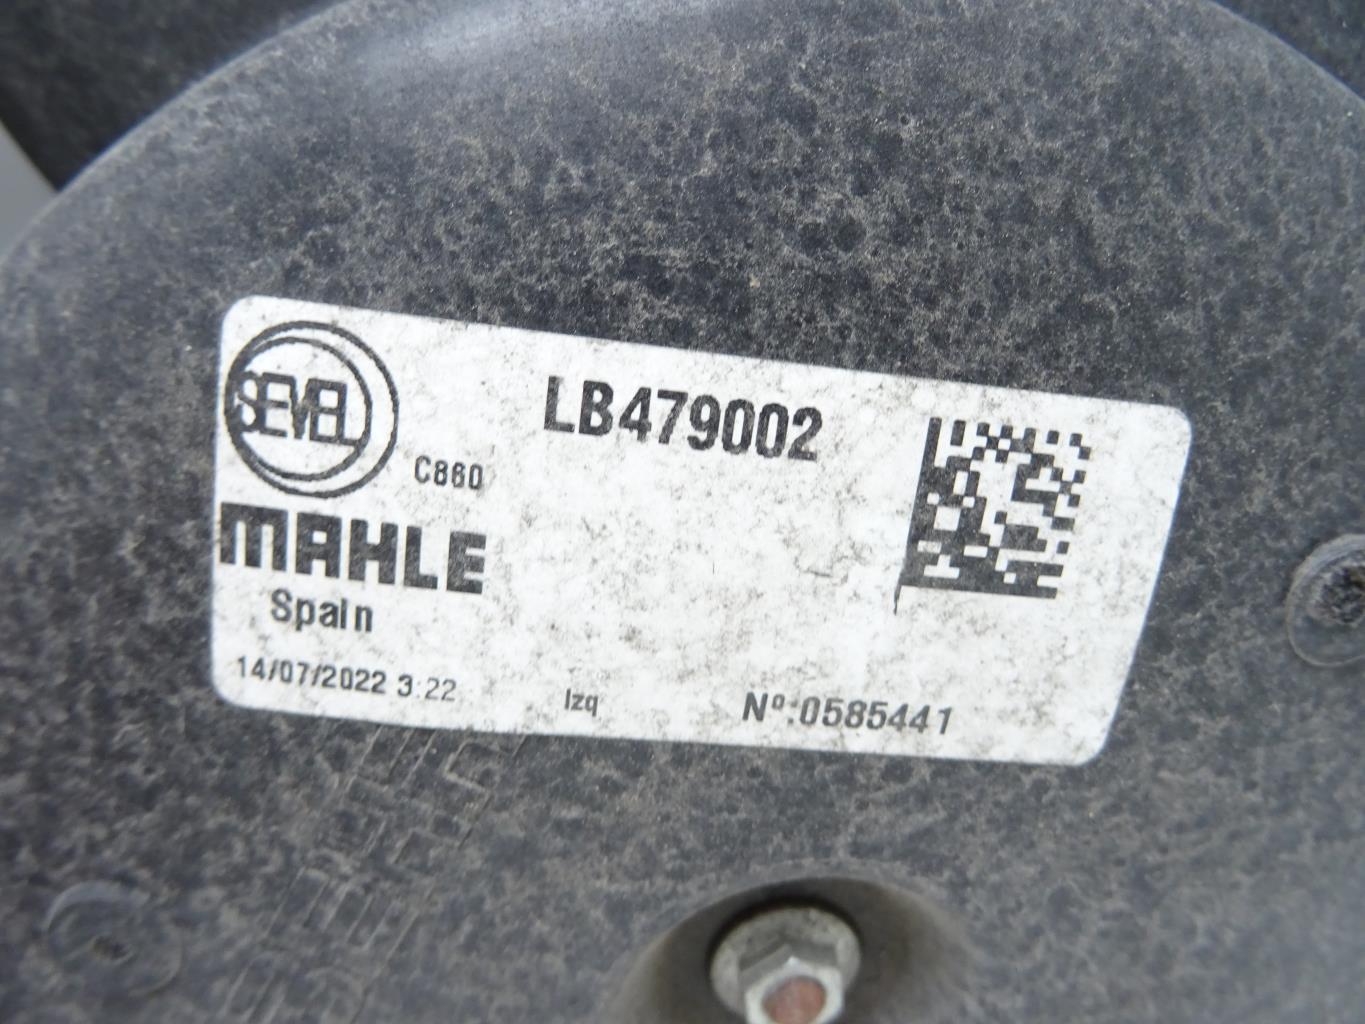 SEVEL
LB479002
C860
MAHLE
Spain
14/07/2022 3:22
Izq
Nº:0585441